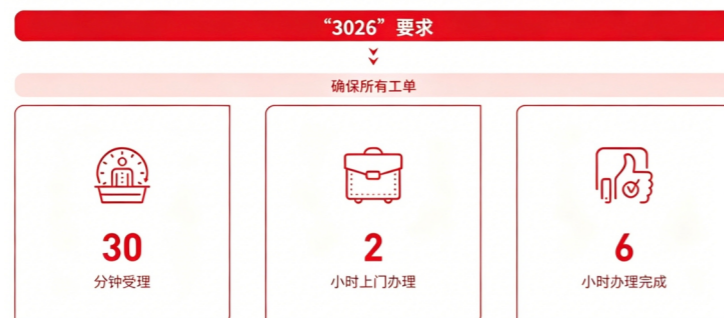 “3026”要求
确保所有工单
30
分钟受理
2
小时上门办理
6
小时办理完成